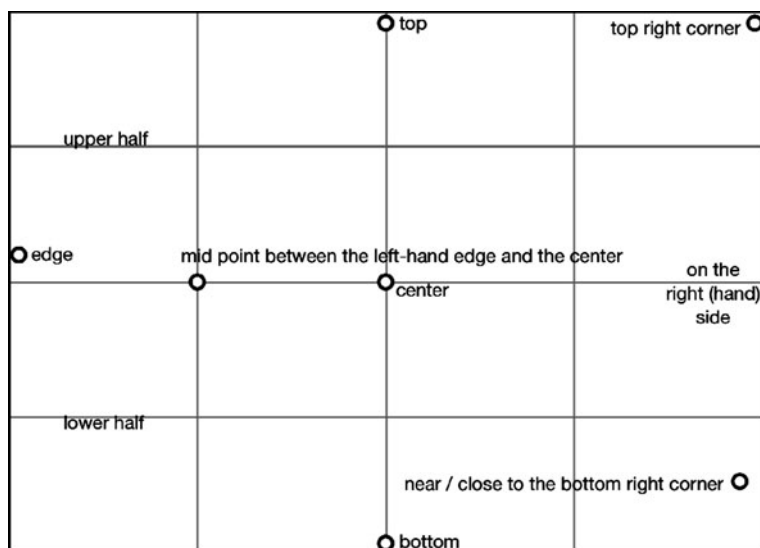 top
top right corner
upper half
edge
mid point between the left-hand edge and the center
center
on the
right (hand)
side
lower half
near / close to the bottom right corner
bottom